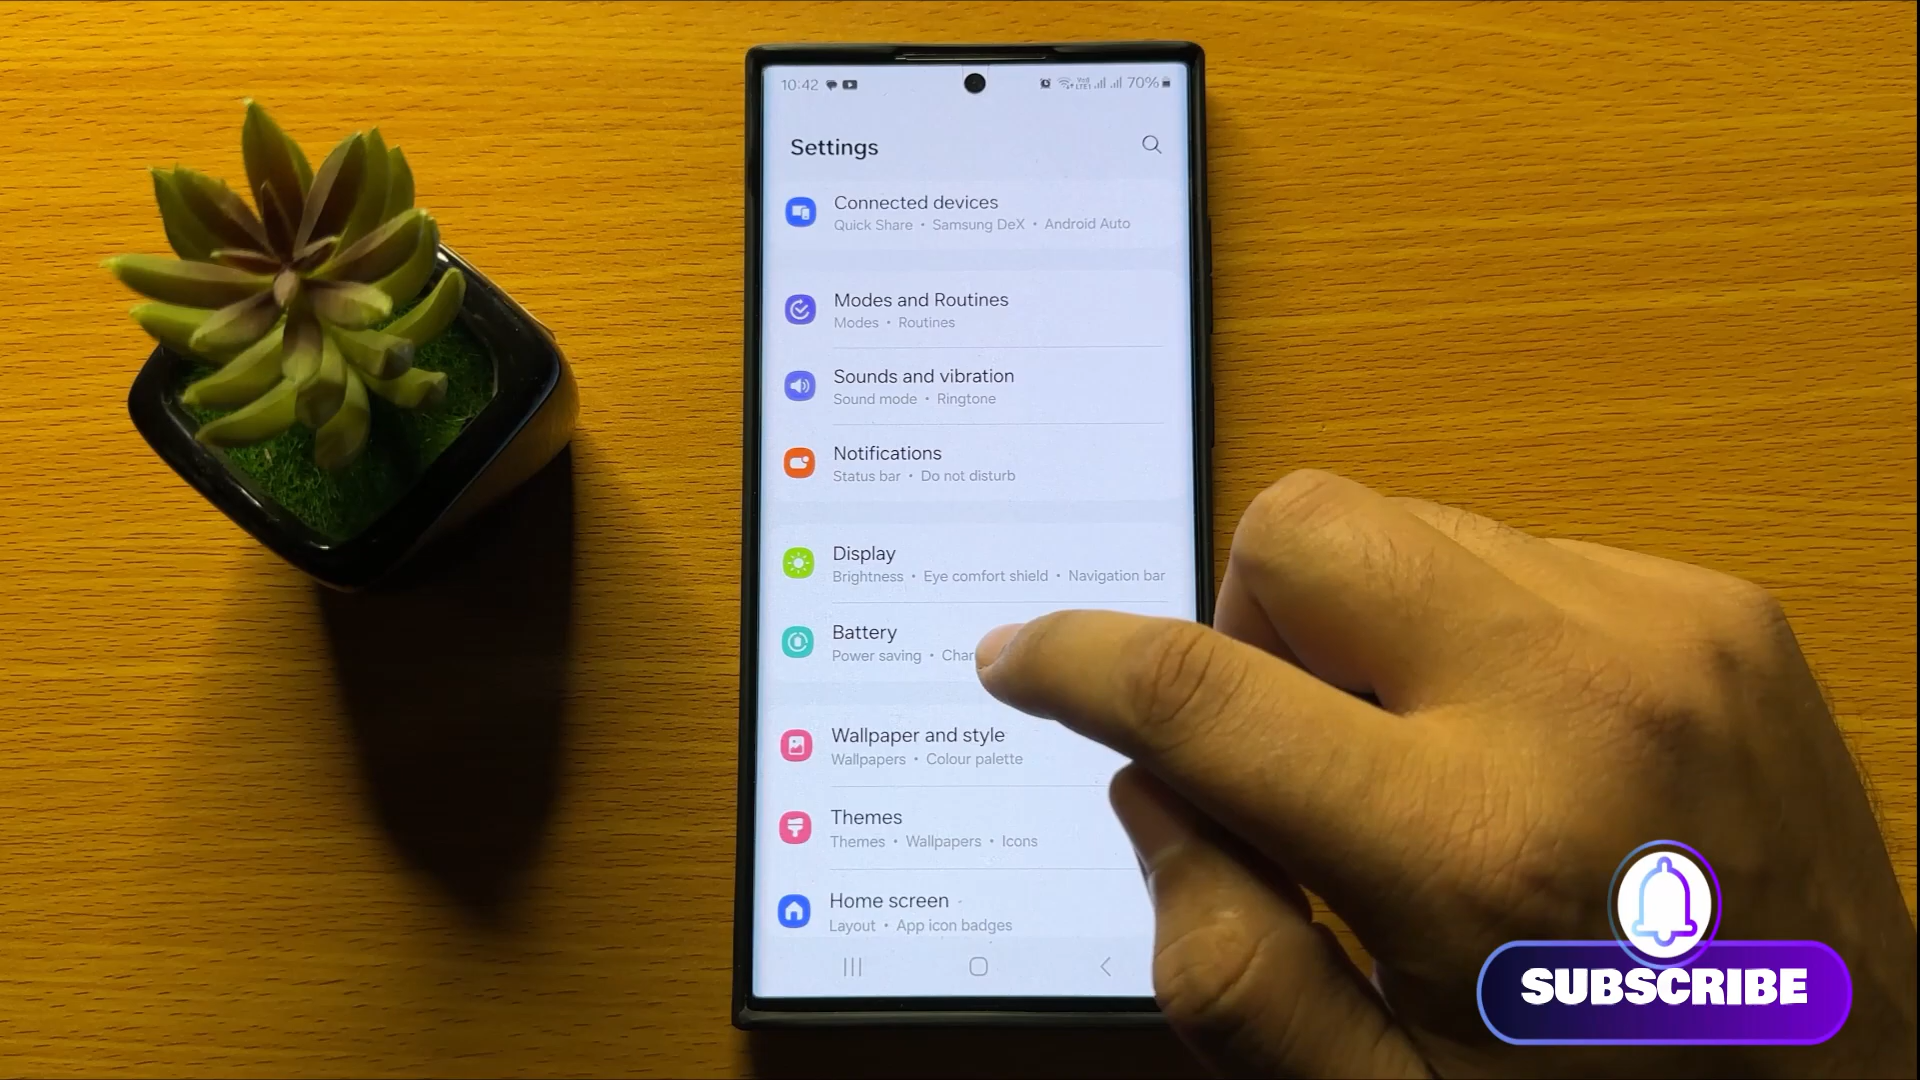 10:42
VoLTE1 70%
Settings
Connected devices
Quick Share • Samsung DeX • Android Auto
Modes and Routines
Modes • Routines
Sounds and vibration
Sound mode • Ringtone
Notifications
Status bar • Do not disturb
Display
Brightness • Eye comfort shield • Navigation bar
Battery
Power saving •
Wallpaper and style
Wallpapers • Colour palette
Themes
Themes • Wallpapers • Icons
Home screen
Layout • App icon badges
SUBSCRIBE